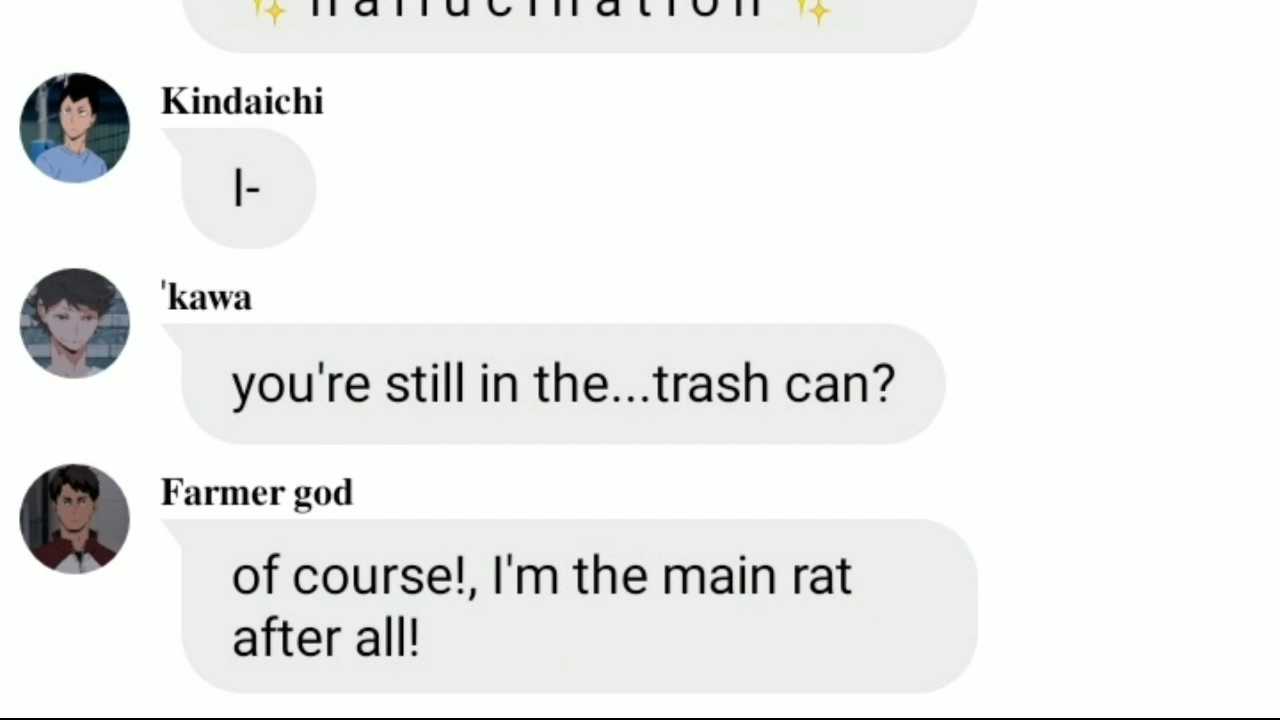 ✨ h a l l u c i n a t i o n ✨
Kindaichi
I-
'kawa
you're still in the...trash can?
Farmer god
of course!, I'm the main rat
after all!